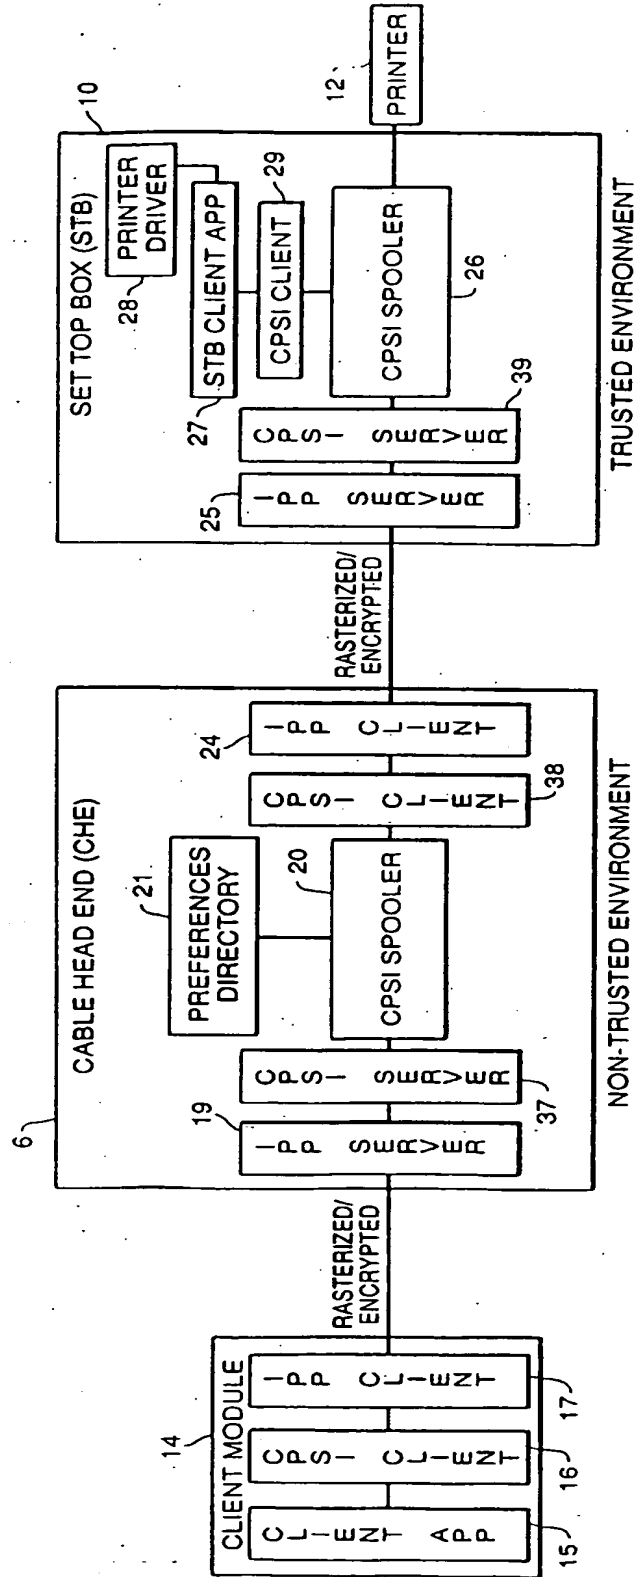 14
CLIENT MODULE
CLIENT APP
15
CPSI CLIENT
16
IPP CLIENT
17
RASTERIZED/
ENCRYPTED
6
CABLE HEAD END (CHE)
19
IPP SERVER
CPSI SERVER
37
21
PREFERENCES
DIRECTORY
20
CPSI SPOOLER
CPSI CLIENT
38
24
IPP CLIENT
NON-TRUSTED ENVIRONMENT
RASTERIZED/
ENCRYPTED
10
SET TOP BOX (STB)
25
IPP SERVER
CPSI SERVER
39
28
PRINTER
DRIVER
27
STB CLIENT APP
29
CPSI CLIENT
CPSI SPOOLER
26
TRUSTED ENVIRONMENT
12
PRINTER